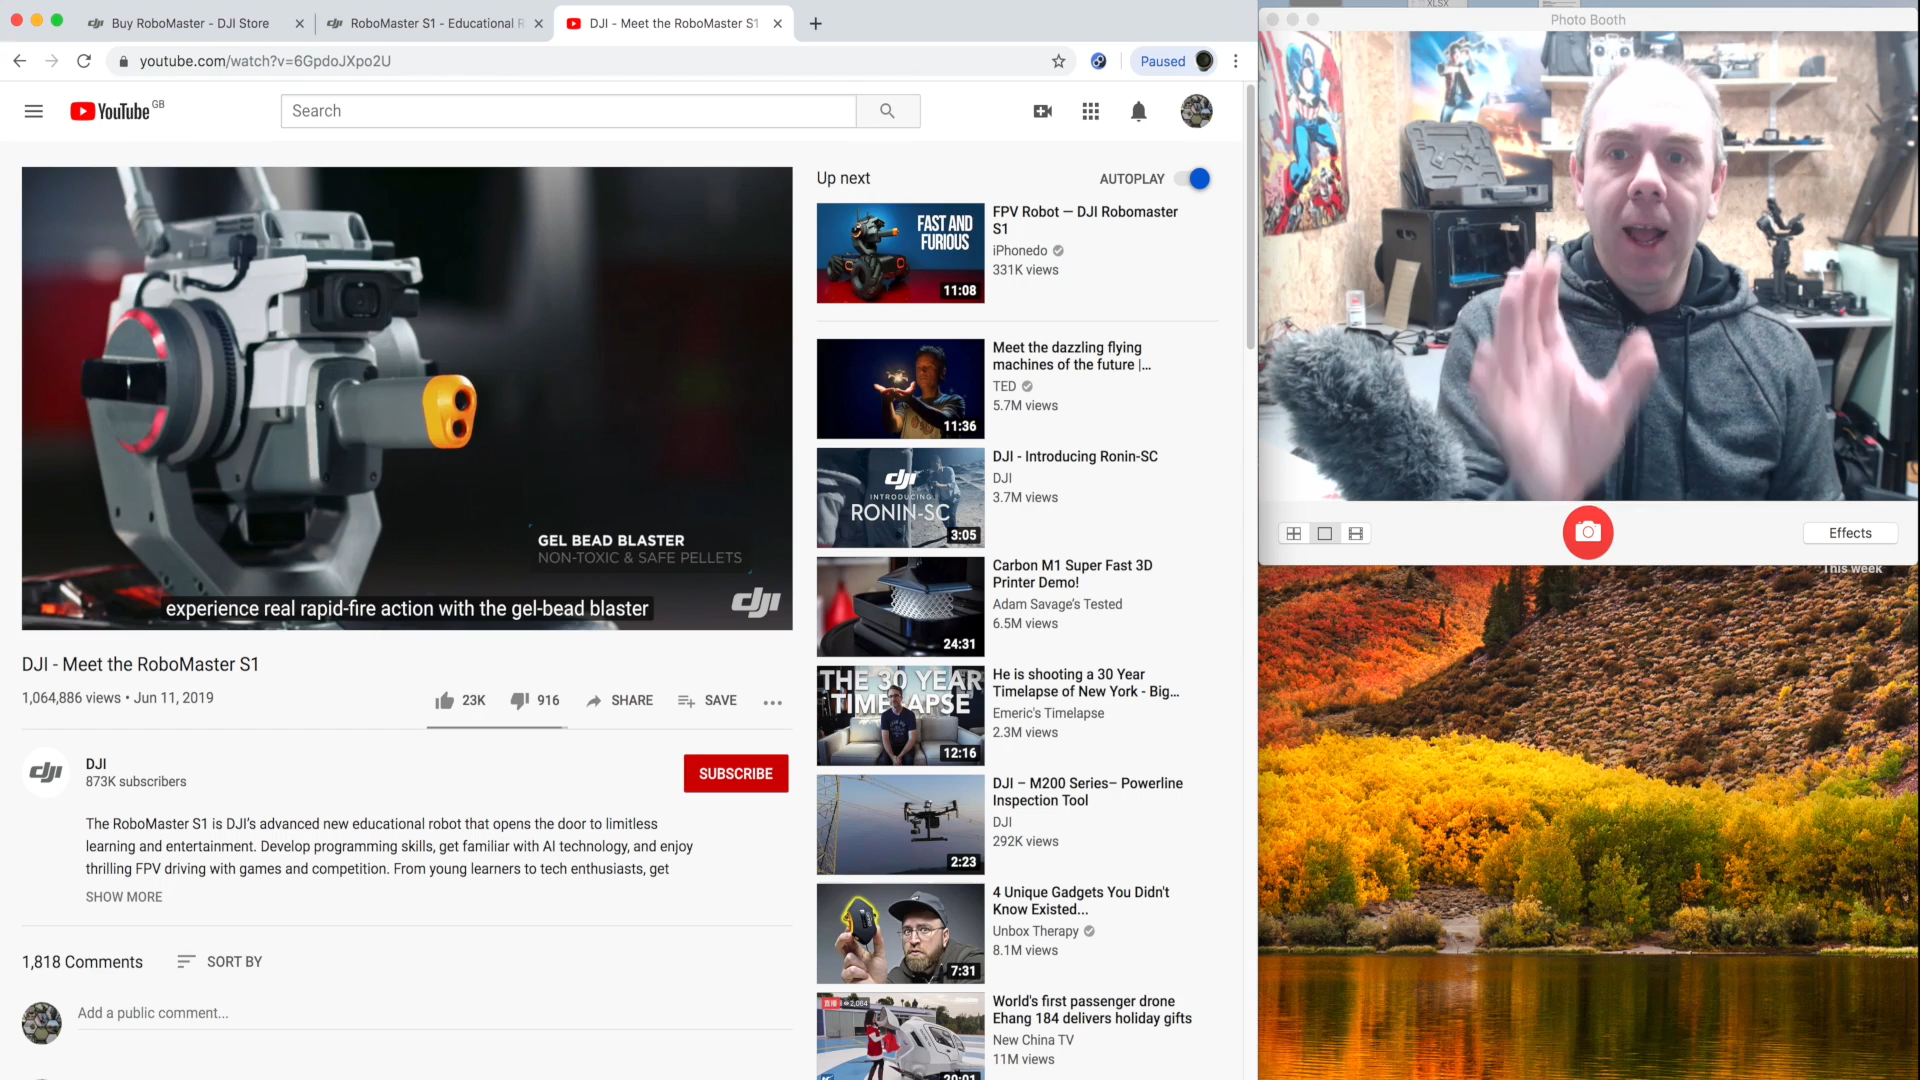 Buy RoboMaster - DJI Store
RoboMaster S1 - Educational R
DJI - Meet the RoboMaster S1
youtube.com/watch?v=6GpdoJXpo2U
Paused
YouTube GB
Search
GEL BEAD BLASTER
NON-TOXIC & SAFE PELLETS
experience real rapid-fire action with the gel-bead blaster
dji
DJI - Meet the RoboMaster S1
1,064,886 views • Jun 11, 2019
23K
916
SHARE
SAVE
dji
DJI
873K subscribers
SUBSCRIBE
The RoboMaster S1 is DJI's advanced new educational robot that opens the door to limitless
learning and entertainment. Develop programming skills, get familiar with AI technology, and enjoy
thrilling FPV driving with games and competition. From young learners to tech enthusiasts, get
SHOW MORE
1,818 Comments
SORT BY
Add a public comment...
Up next
AUTOPLAY
FAST AND
FURIOUS
11:08
FPV Robot — DJI Robomaster
S1
iPhonedo
331K views
11:36
Meet the dazzling flying
machines of the future |...
TED
5.7M views
dji
INTRODUCING
RONIN-SC
3:05
DJI - Introducing Ronin-SC
DJI
3.7M views
24:31
Carbon M1 Super Fast 3D
Printer Demo!
Adam Savage's Tested
6.5M views
THE 30 YEAR
TIMELAPSE
12:16
He is shooting a 30 Year
Timelapse of New York - Big...
Emeric's Timelapse
2.3M views
2:23
DJI – M200 Series– Powerline
Inspection Tool
DJI
292K views
7:31
4 Unique Gadgets You Didn't
Know Existed...
Unbox Therapy
8.1M views
直播
2,004
20:01
World's first passenger drone
Ehang 184 delivers holiday gifts
New China TV
11M views
XLSX
Photo Booth
Effects
This week